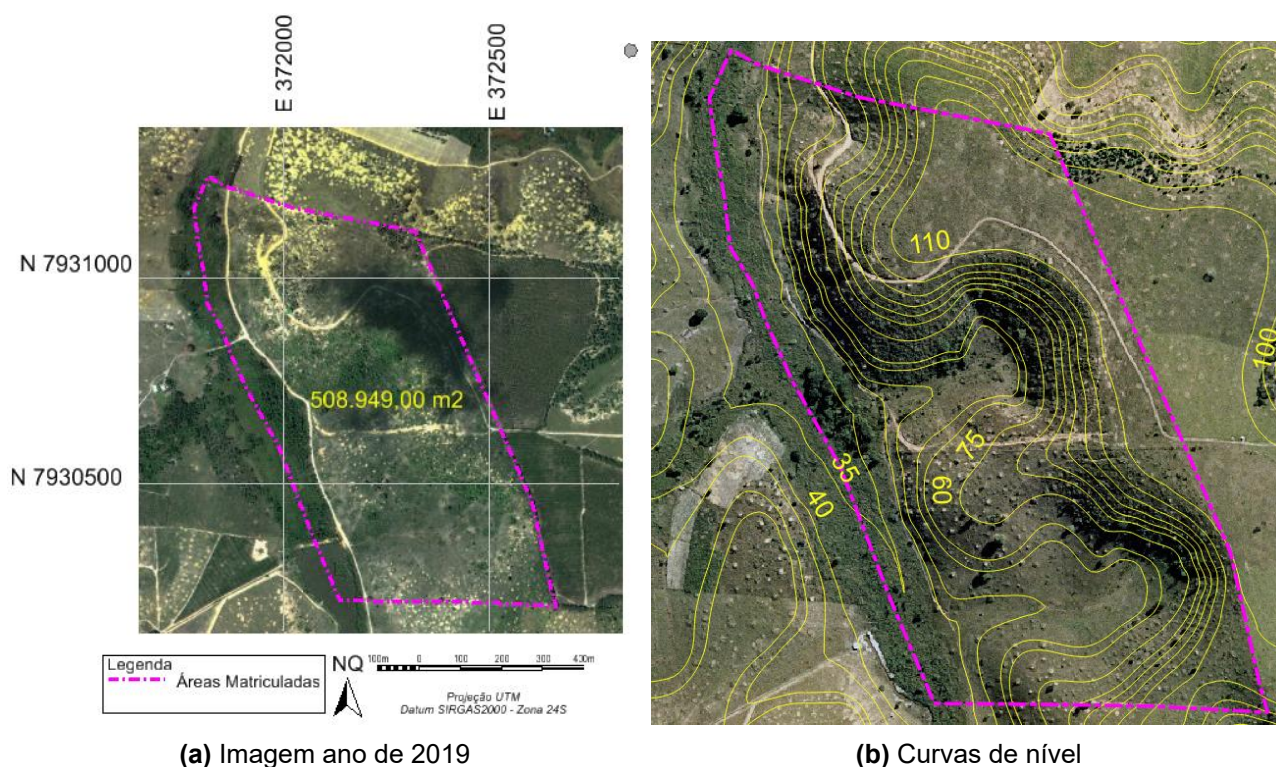 E 372000
E 372500
N 7931000
508.949,00 m2
N 7930500
Legenda
Áreas Matriculadas
NQ
100m 0 100 200 300 400m
Projeção UTM
Datum SIRGAS2000 - Zona 24S
(a) Imagem ano de 2019
110
100
75
60
35
40
(b) Curvas de nível